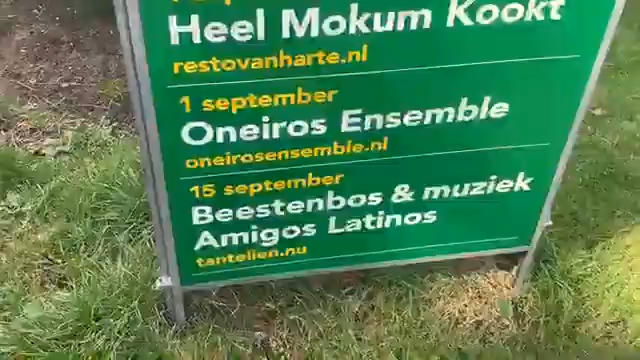 Heel Mokum Kookt
restovanharte.nl
1 september
Oneiros Ensemble
oneirosensemble.nl
15 september
Beestenbos & muziek
Amigos Latinos
tantelien.nu